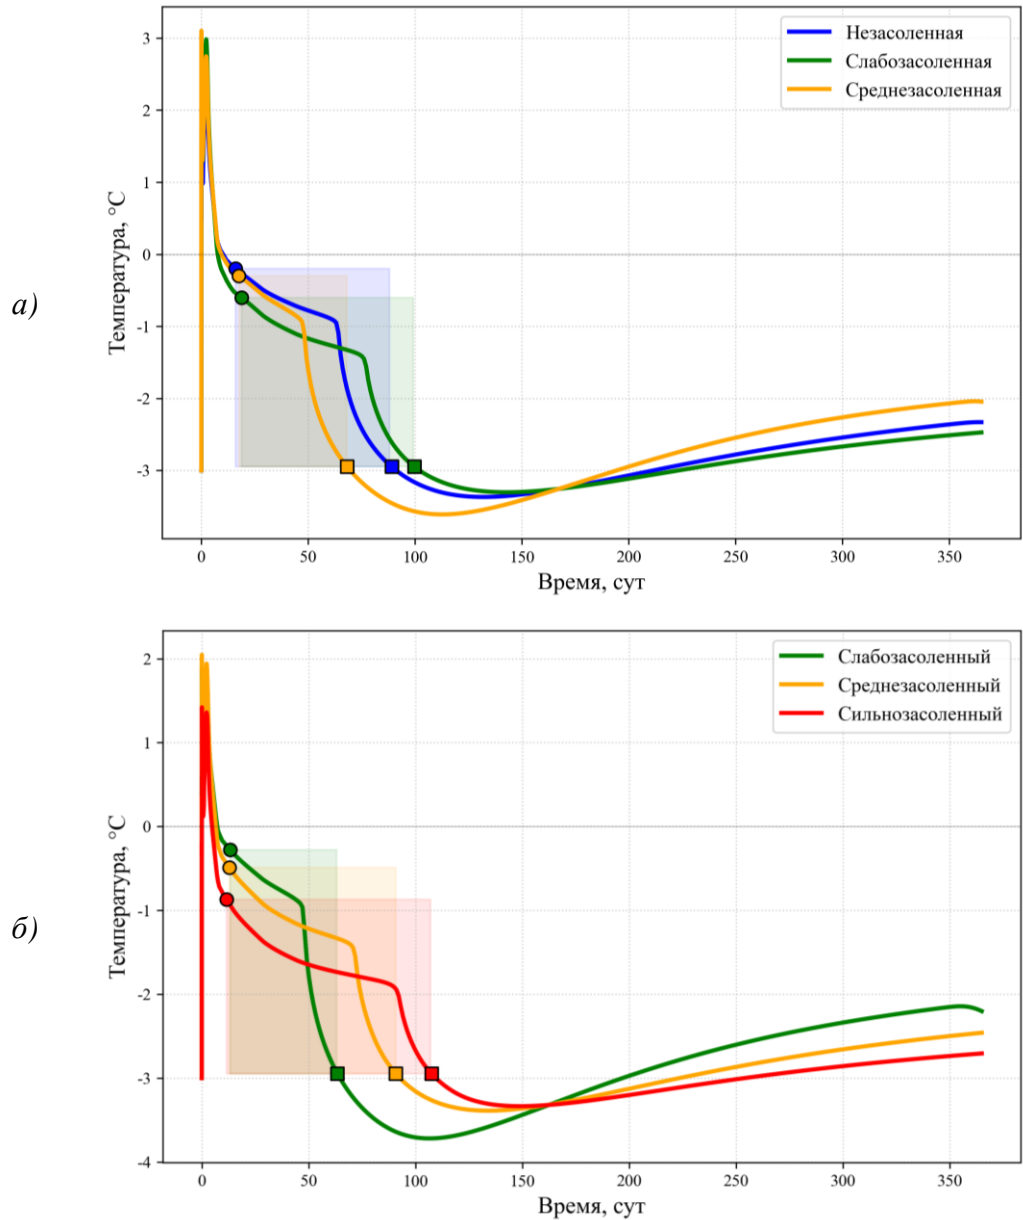 а)
Температура, °C
3
2
1
0
-1
-2
-3
0 50 100 150 200 250 300 350
Время, сут
Незасоленная
Слабозасоленная
Среднезасоленная
б)
Температура, °C
2
1
0
-1
-2
-3
-4
0 50 100 150 200 250 300 350
Время, сут
Слабозасоленный
Среднезасоленный
Сильнозасоленный